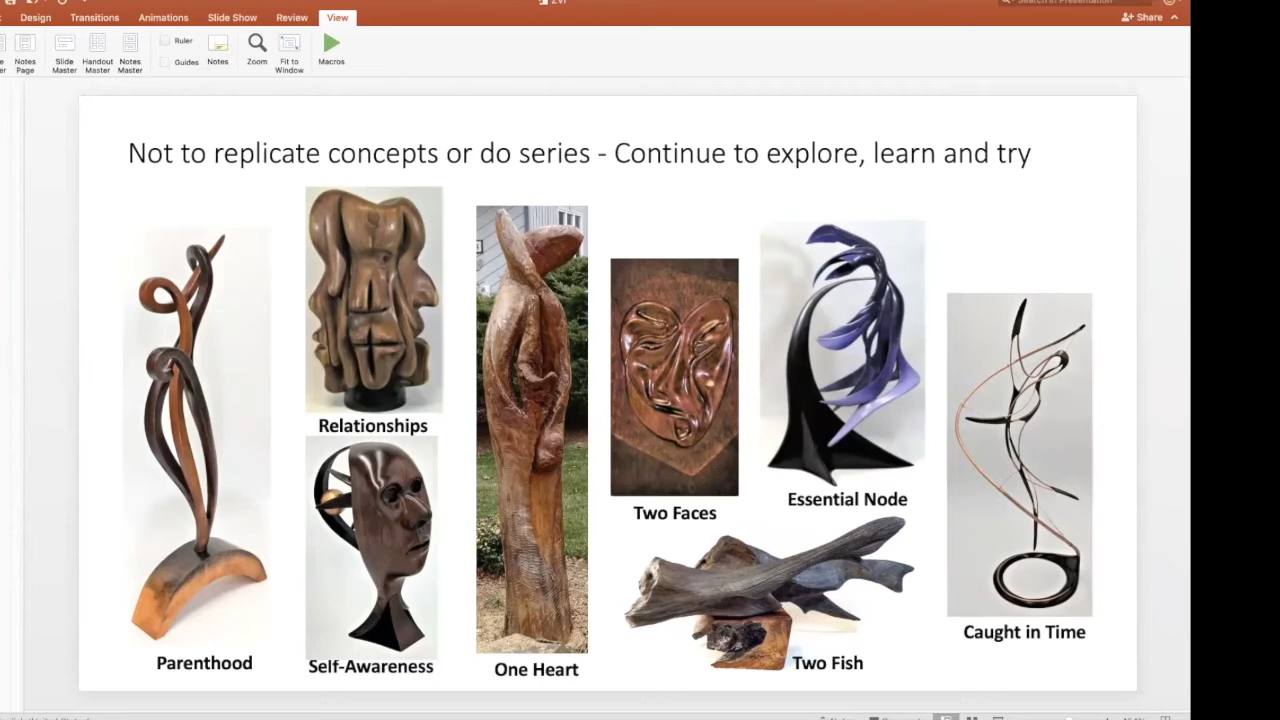 Design Transitions Animations Slide Show Review View
Share
Notes Page
Slide Master
Handout Master
Notes Master
Ruler
Guides
Notes
Zoom
Fit to Window
Macros
Not to replicate concepts or do series - Continue to explore, learn and try
Relationships
Two Faces
Essential Node
Parenthood
Self-Awareness
One Heart
Two Fish
Caught in Time